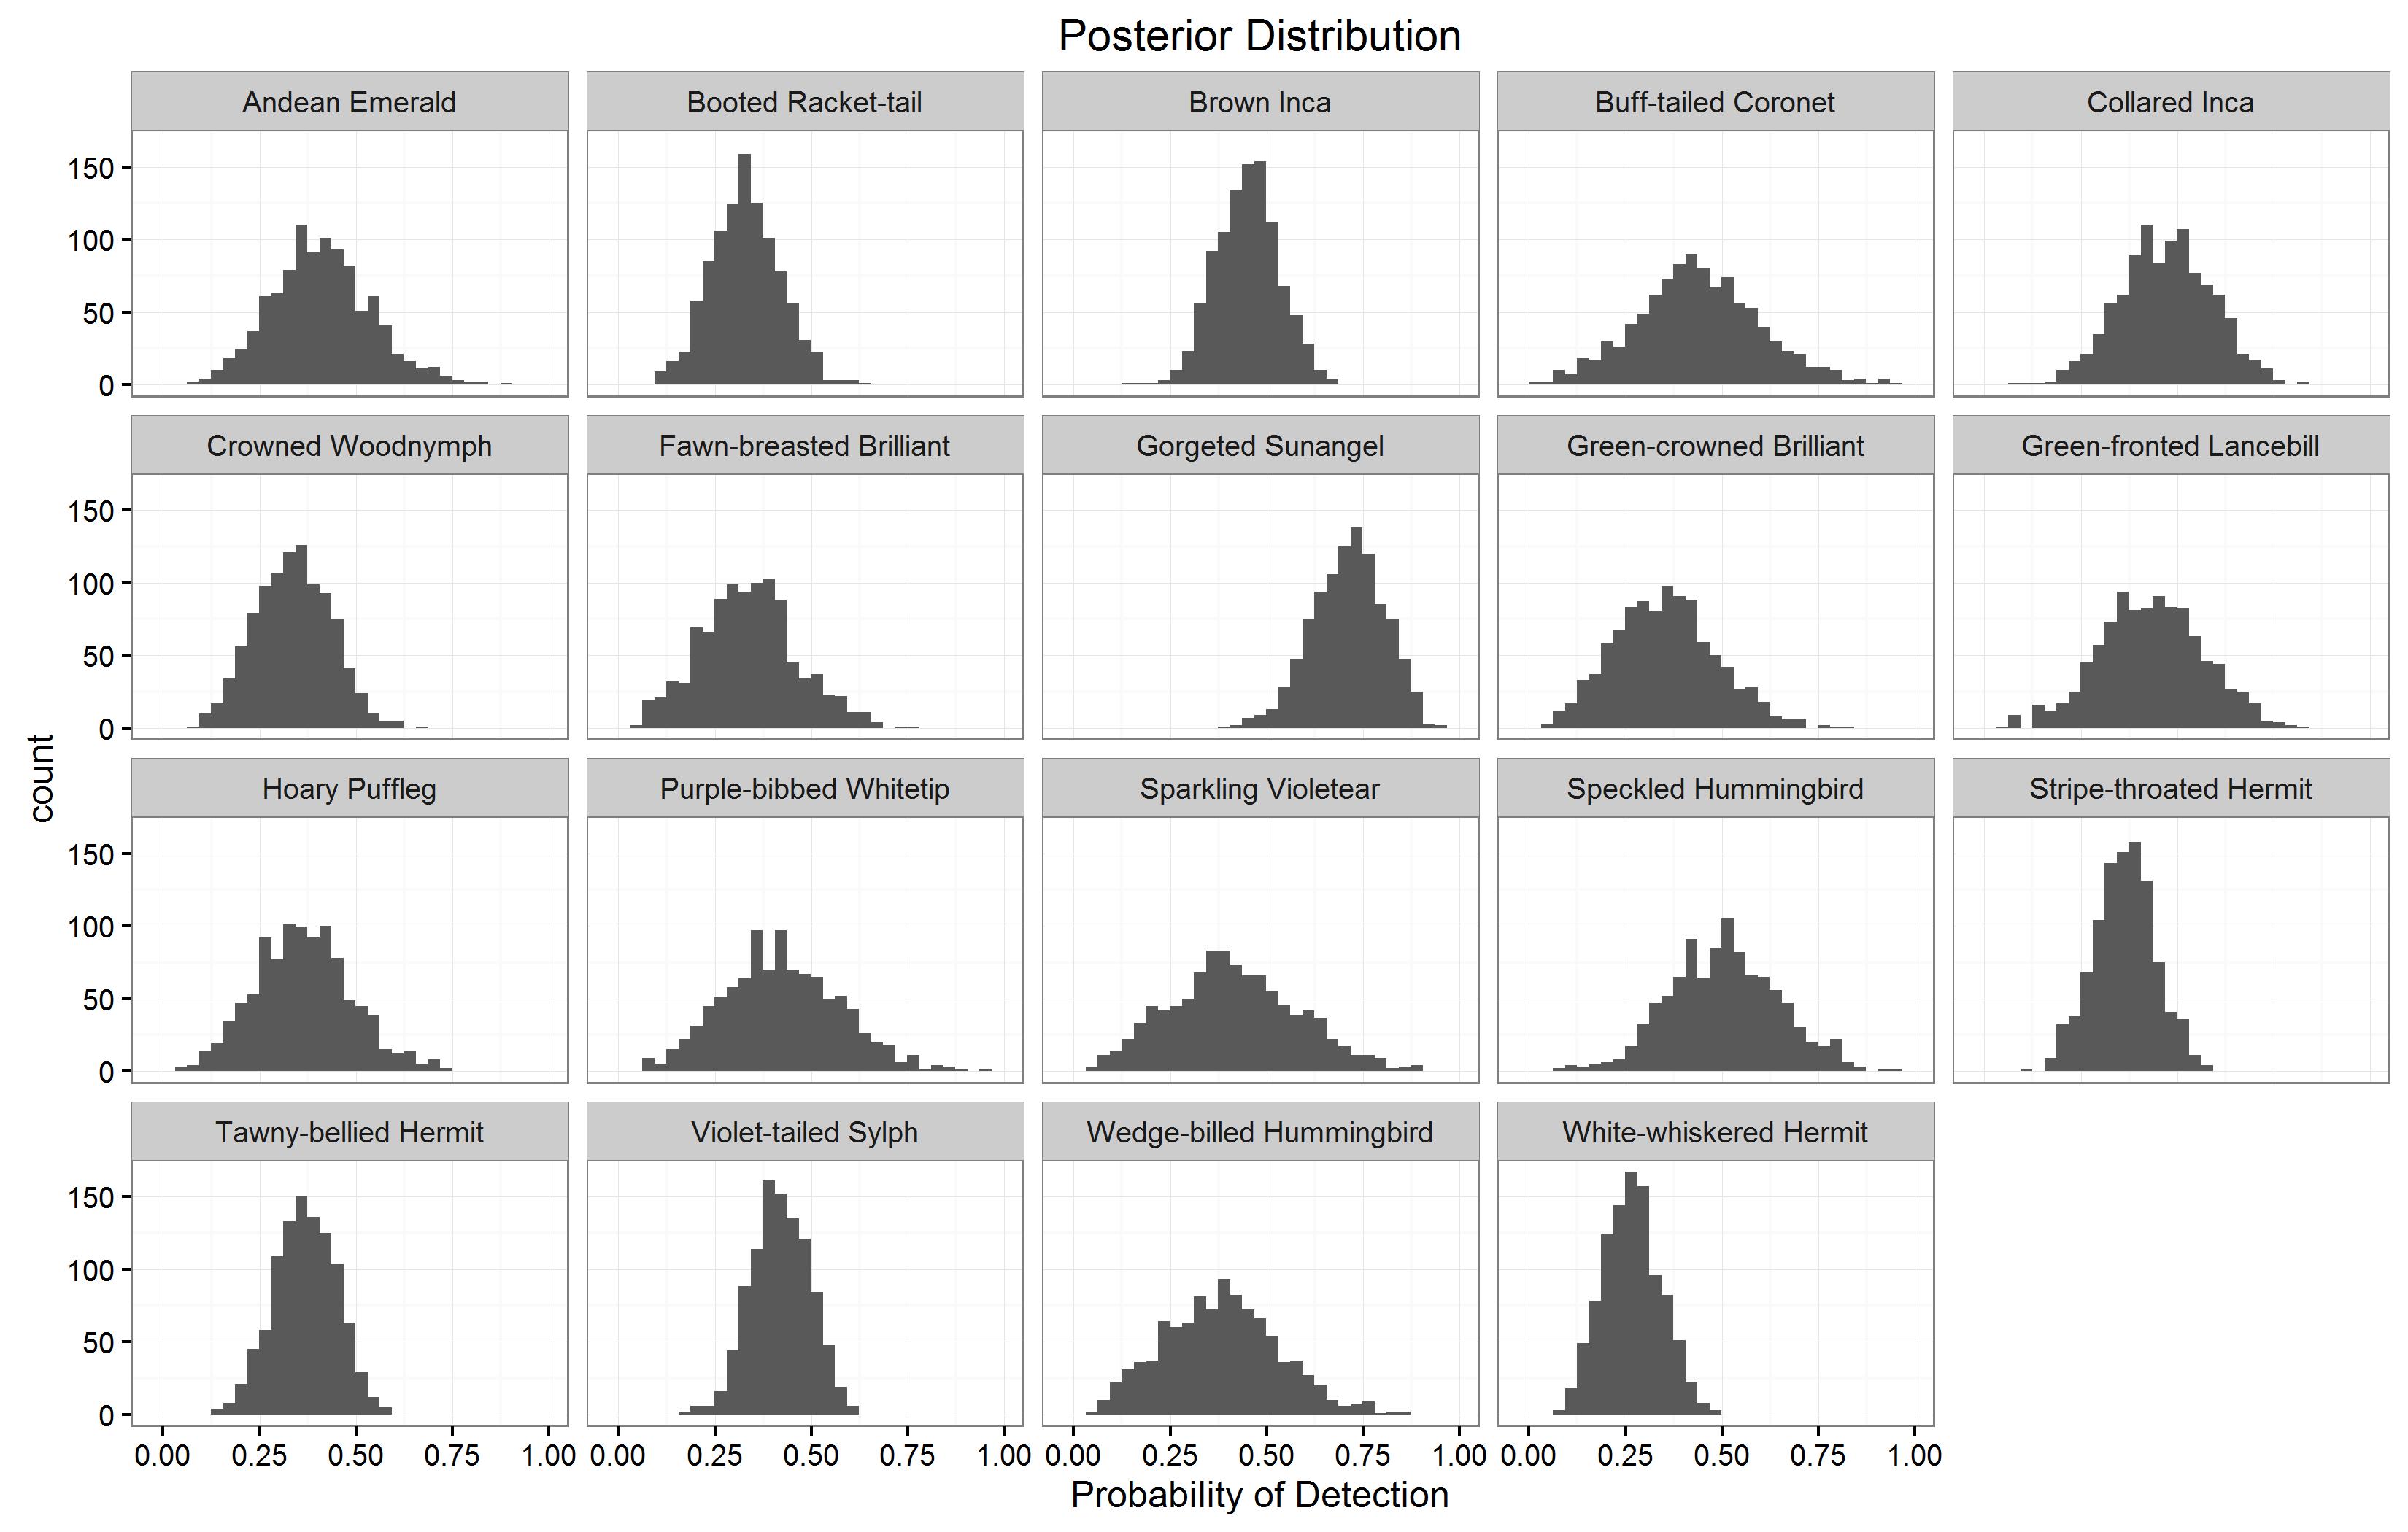 Posterior Distribution
Andean Emerald
Booted Racket-tail
Brown Inca
Buff-tailed Coronet
Collared Inca
150
100
50
0
Crowned Woodnymph
Fawn-breasted Brilliant
Gorgeted Sunangel
Green-crowned Brilliant
Green-fronted Lancebill
150
100
50
0
count
Hoary Puffleg
Purple-bibbed Whitetip
Sparkling Violetear
Speckled Hummingbird
Stripe-throated Hermit
150
100
50
0
Tawny-bellied Hermit
Violet-tailed Sylph
Wedge-billed Hummingbird
White-whiskered Hermit
150
100
50
0
0.00 0.25 0.50 0.75 1.00 0.00 0.25 0.50 0.75 1.00 0.00 0.25 0.50 0.75 1.00 0.00 0.25 0.50 0.75 1.00
Probability of Detection